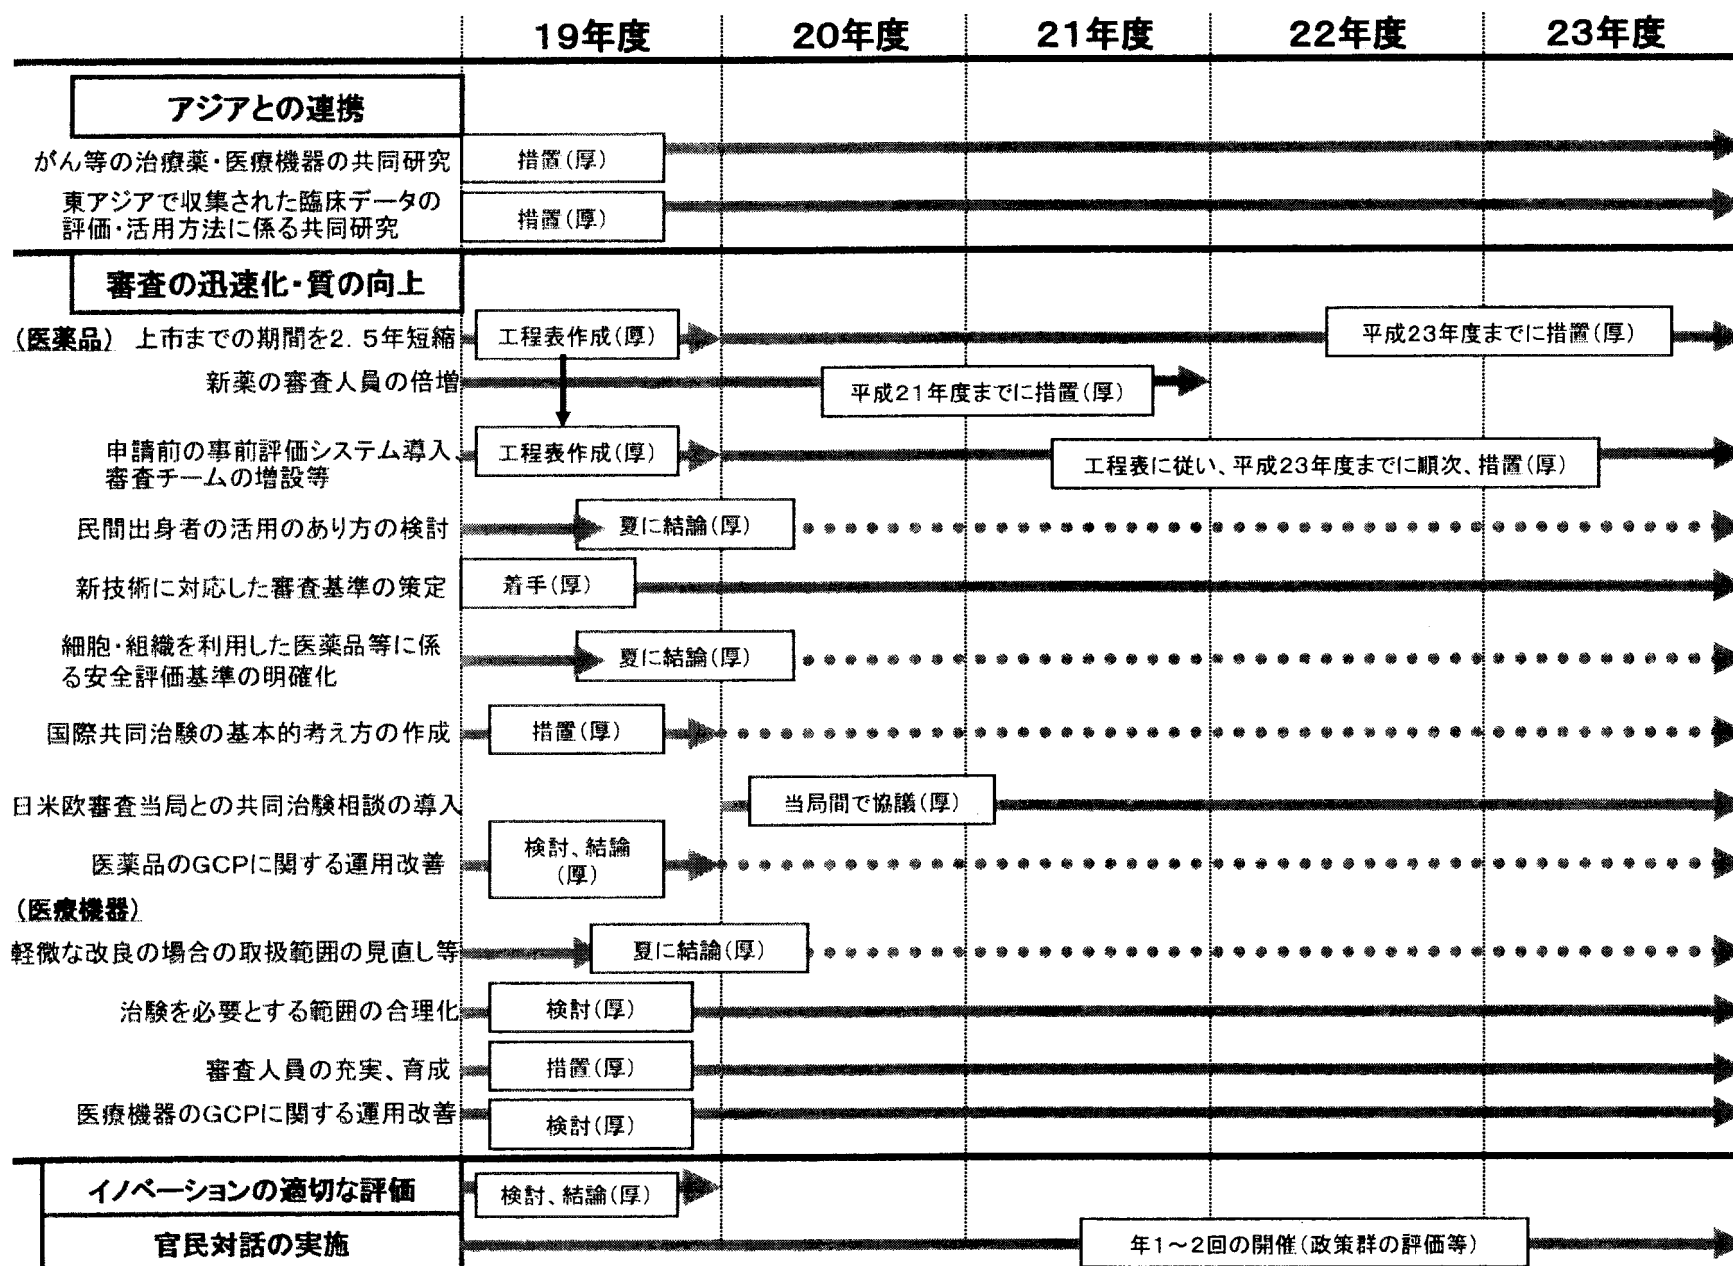 19年度 20年度 21年度 22年度 23年度
アジアとの連携
がん等の治療薬・医療機器の共同研究 措置(厚)
東アジアで収集された臨床データの
評価・活用方法に係る共同研究 措置(厚)
審査の迅速化・質の向上
(医薬品) 上市までの期間を2.5年短縮 工程表作成(厚) 平成23年度までに措置(厚)
新薬の審査人員の倍増 平成21年度までに措置(厚)
申請前の事前評価システム導入、
審査チームの増設等 工程表作成(厚) 工程表に従い、平成23年度までに順次、措置(厚)
民間出身者の活用のあり方の検討 夏に結論(厚)
新技術に対応した審査基準の策定 着手(厚)
細胞・組織を利用した医薬品等に係
る安全評価基準の明確化 夏に結論(厚)
国際共同治験の基本的考え方の作成 措置(厚)
日米欧審査当局との共同治験相談の導入 当局間で協議(厚)
医薬品のGCPに関する運用改善 検討、結論
(厚)
(医療機器)
軽微な改良の場合の取扱範囲の見直し等 夏に結論(厚)
治験を必要とする範囲の合理化 検討(厚)
審査人員の充実、育成 措置(厚)
医療機器のGCPに関する運用改善 検討(厚)
イノベーションの適切な評価 検討、結論(厚)
官民対話の実施 年1~2回の開催(政策群の評価等)